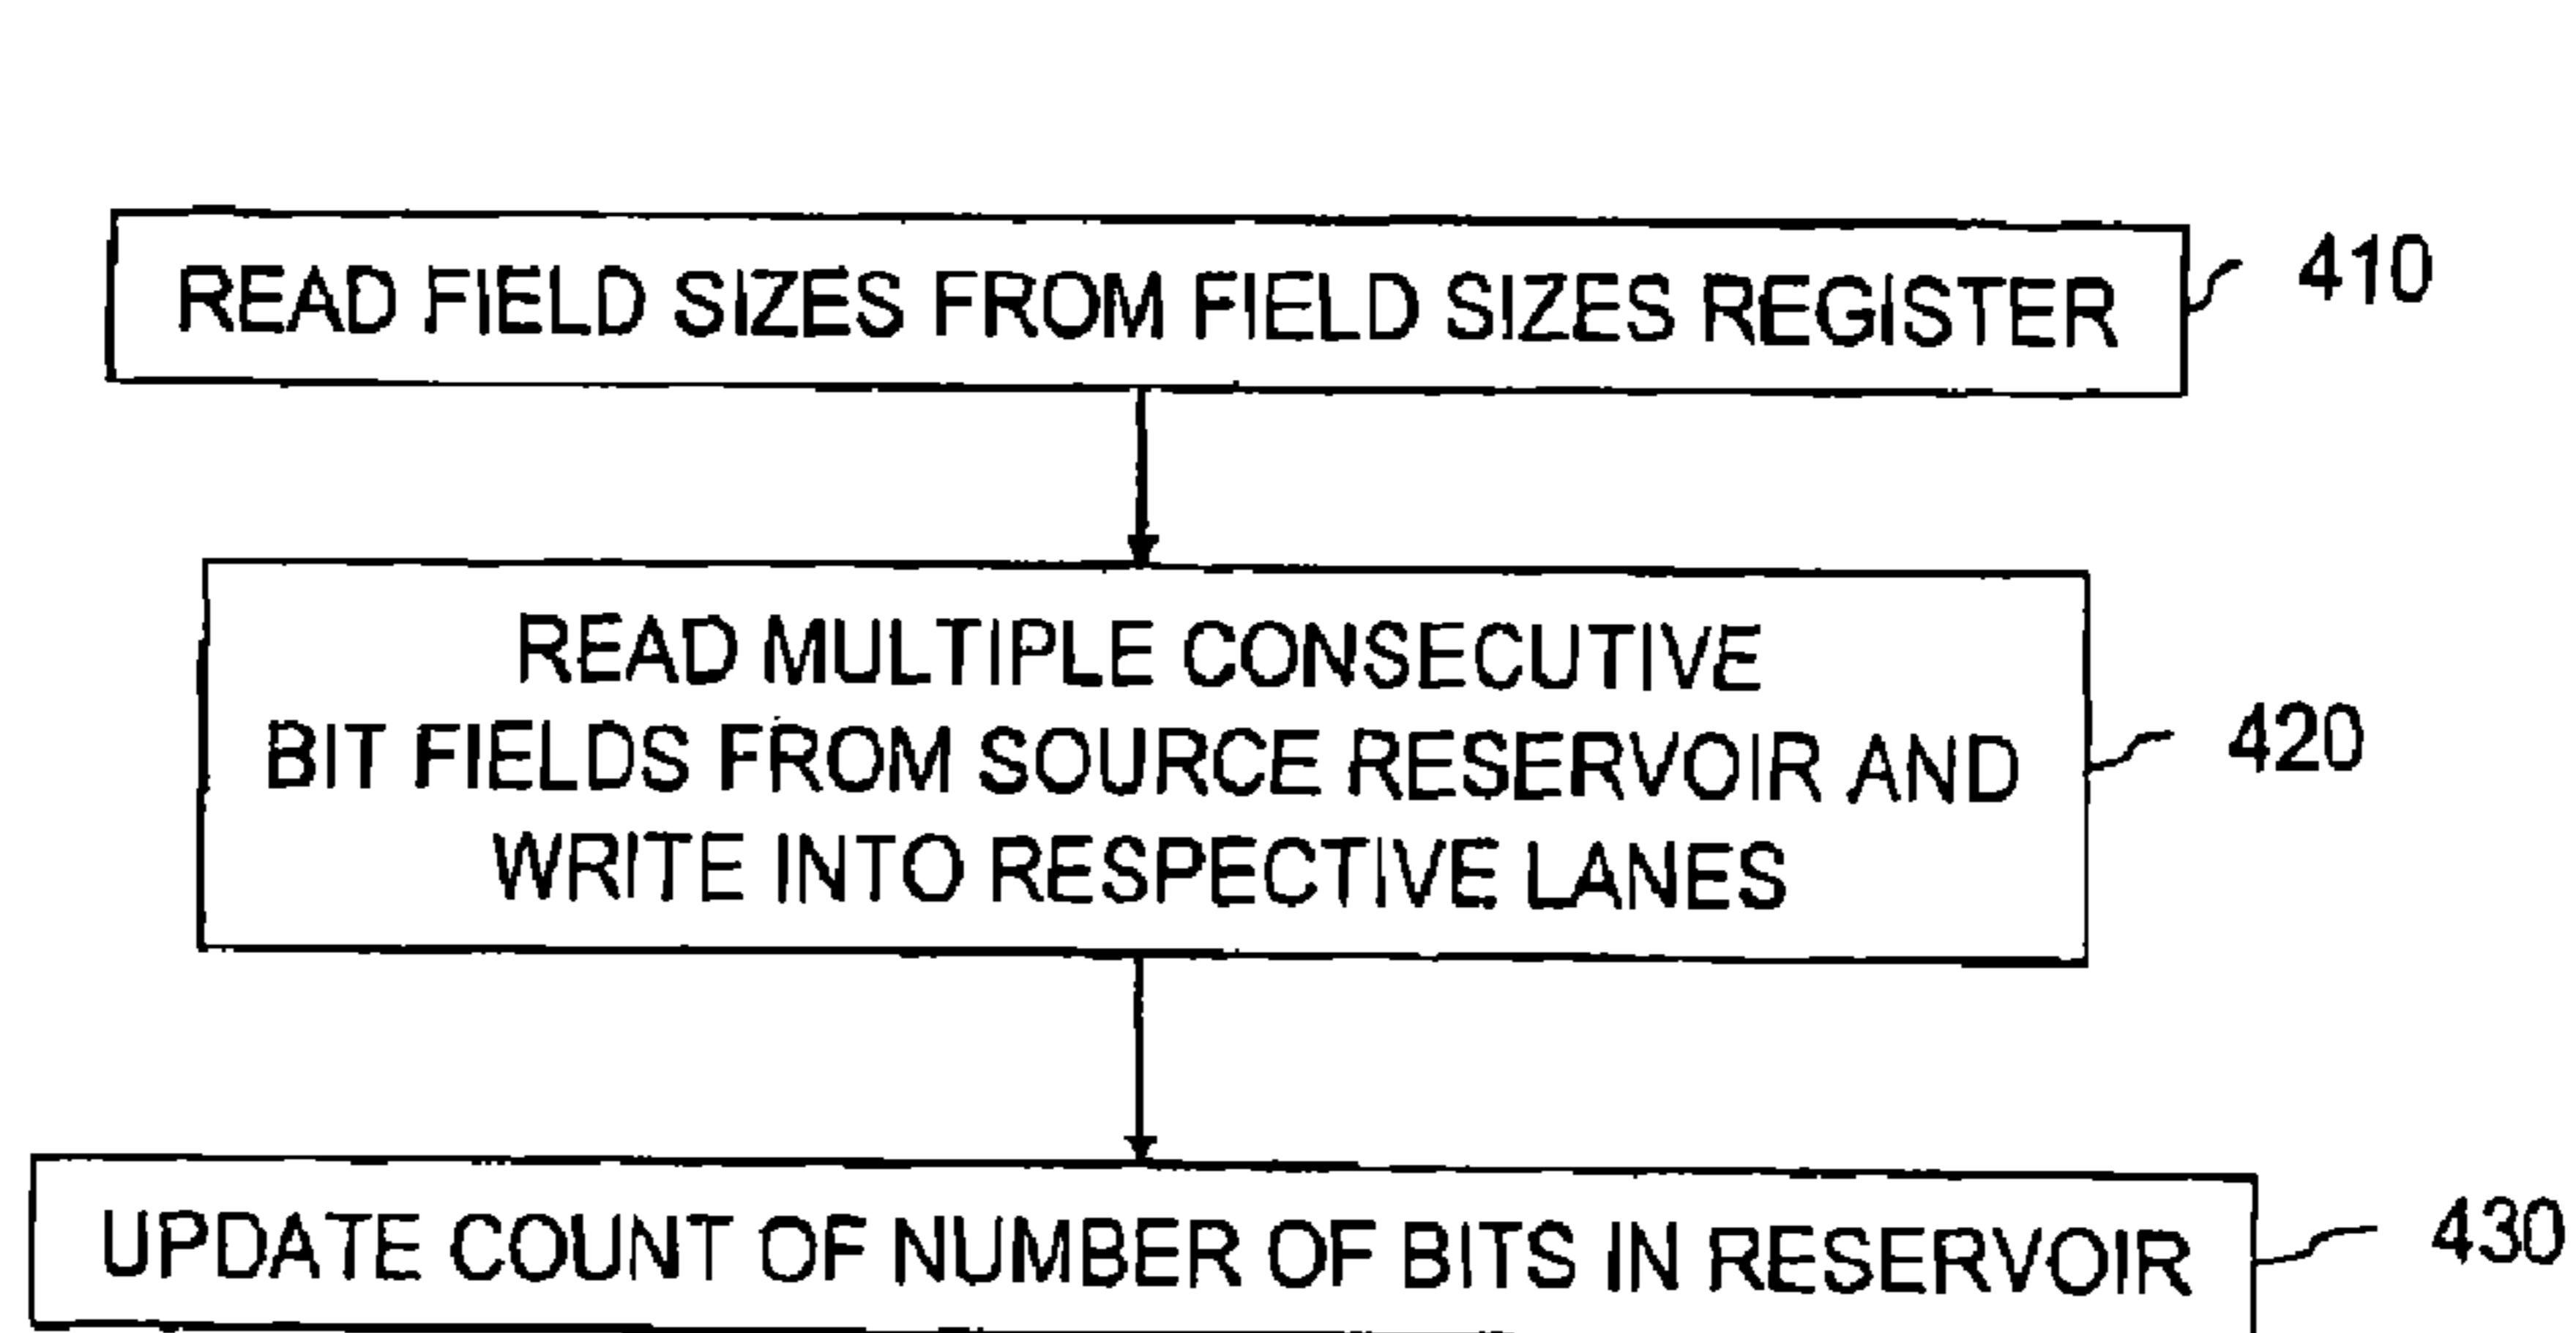 READ FIELD SIZES FROM FIELD SIZES REGISTER
410
READ MULTIPLE CONSECUTIVE
BIT FIELDS FROM SOURCE RESERVOIR AND
WRITE INTO RESPECTIVE LANES
420
UPDATE COUNT OF NUMBER OF BITS IN RESERVOIR
430